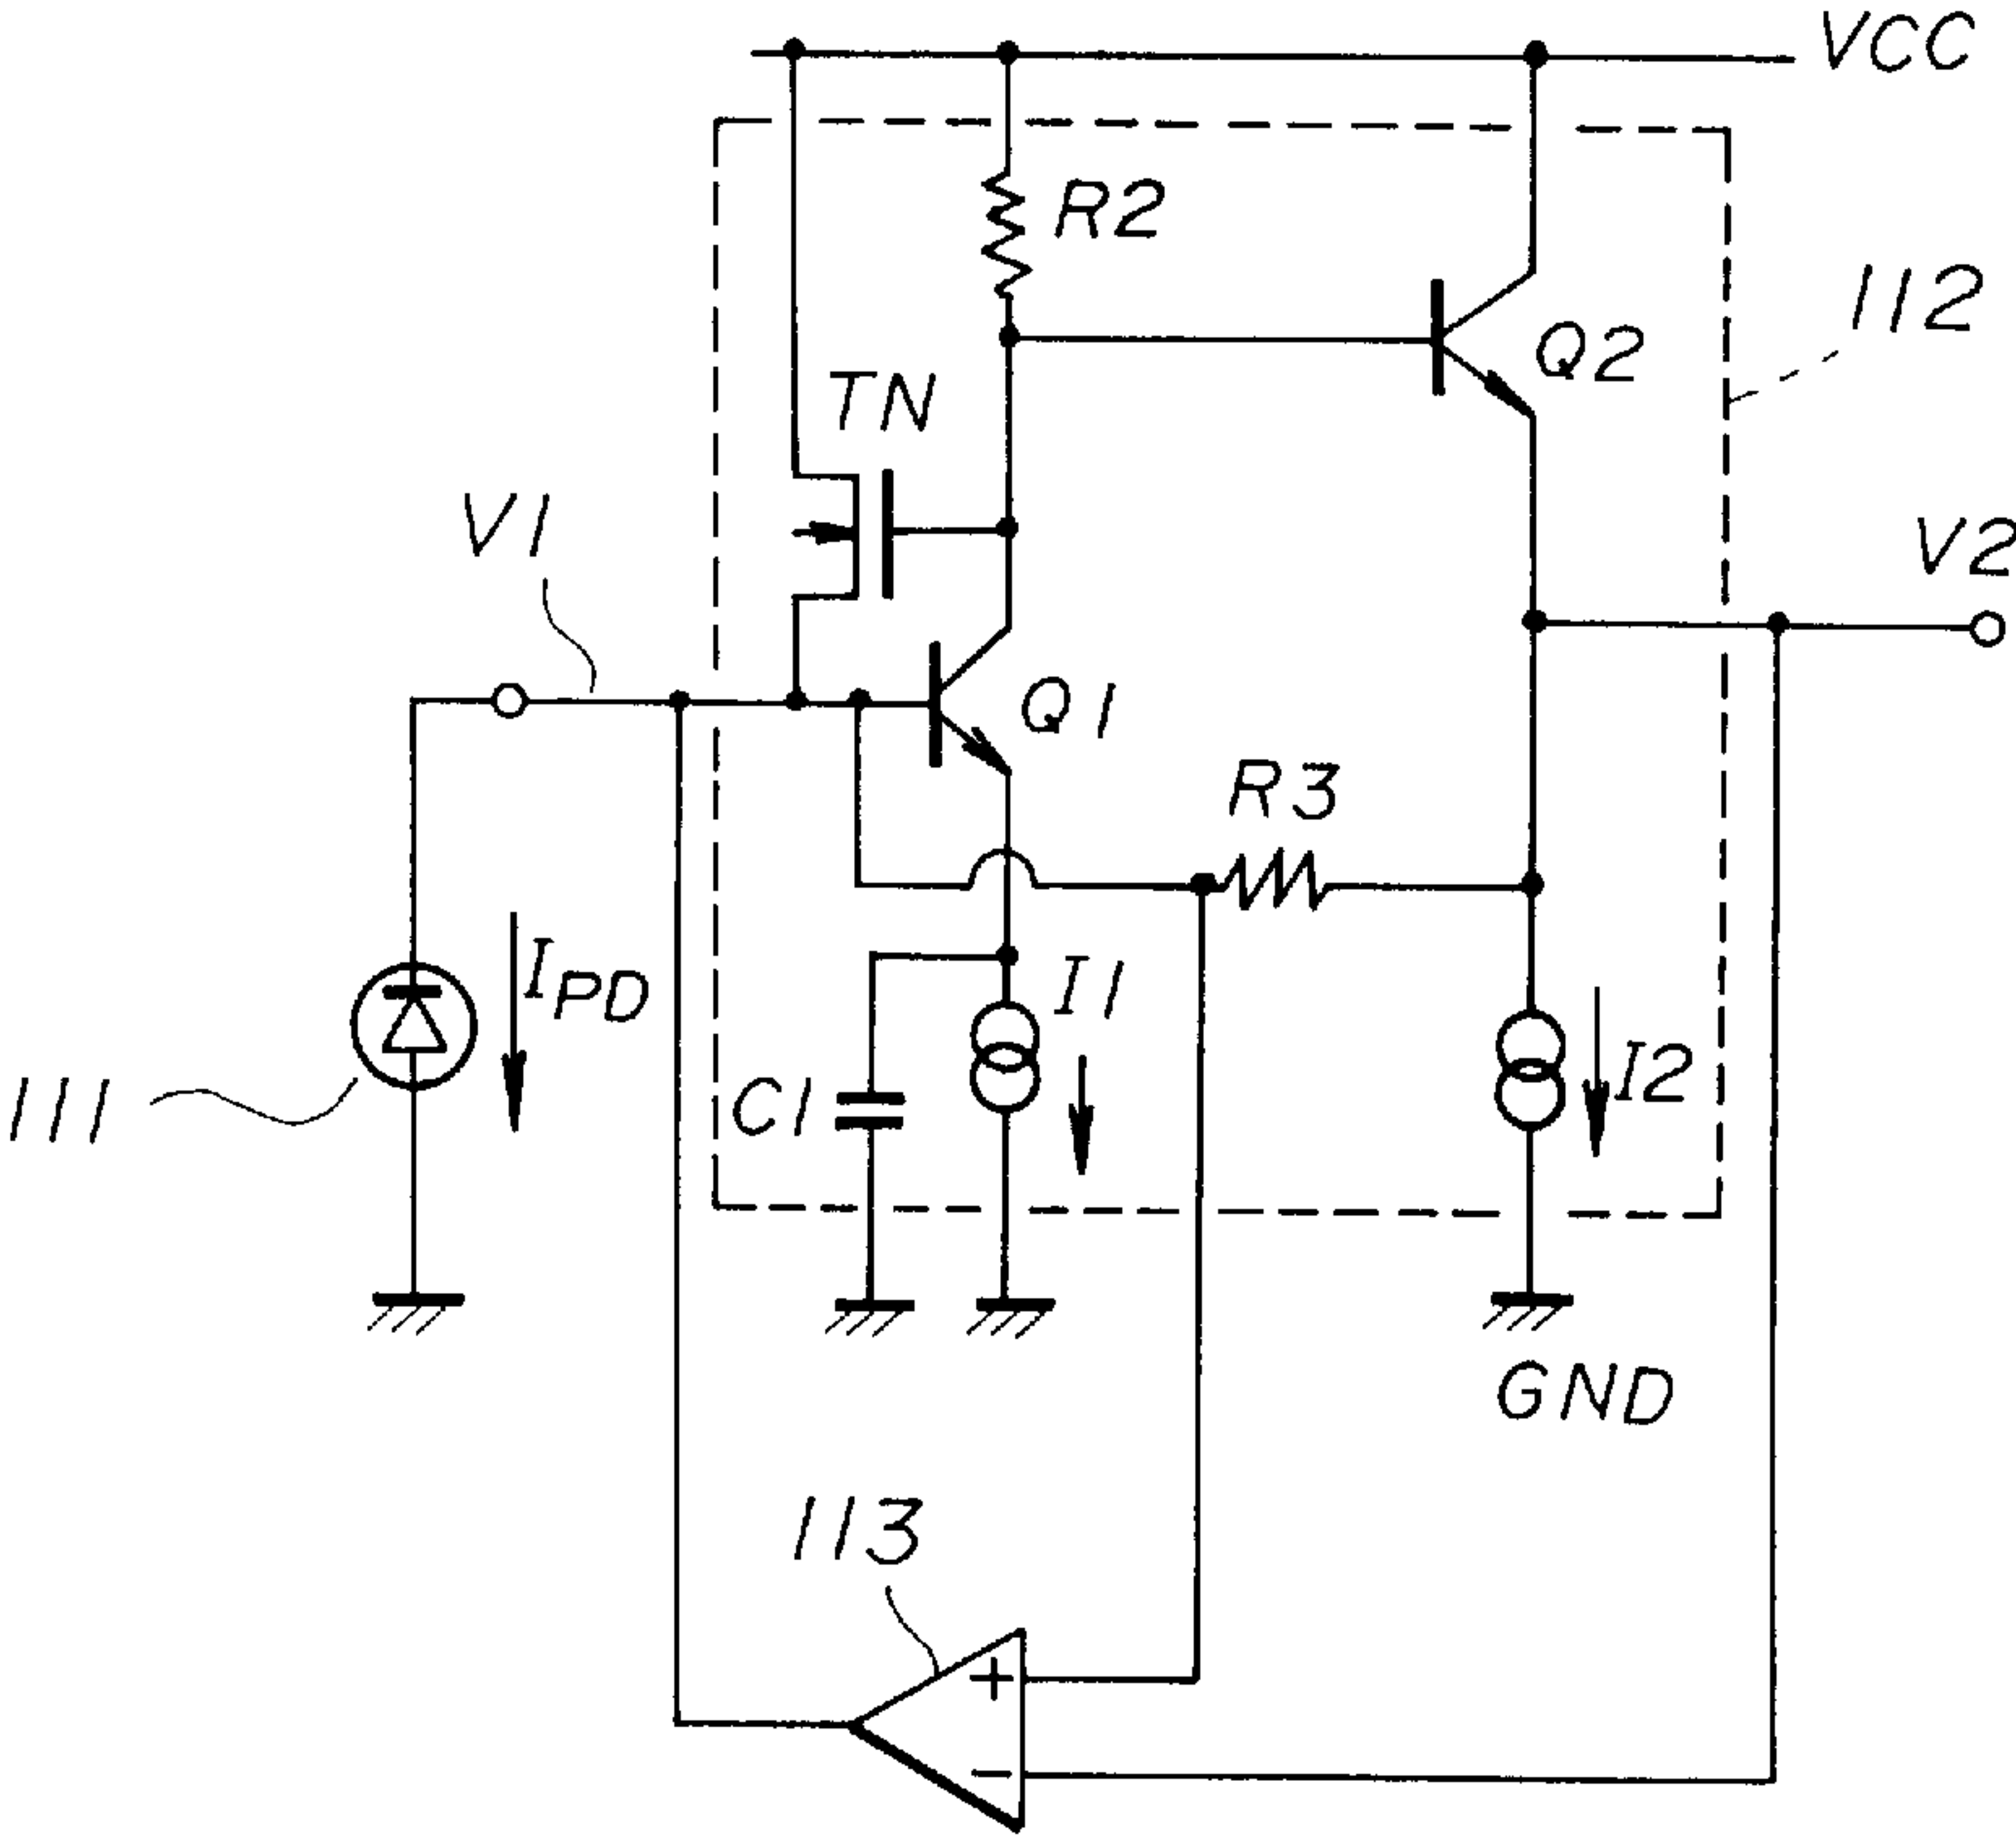 VCC
R2
112
Q2
TN
V1
V2
Q1
R3
IPD
I1
I2
111
C1
GND
113
+
−